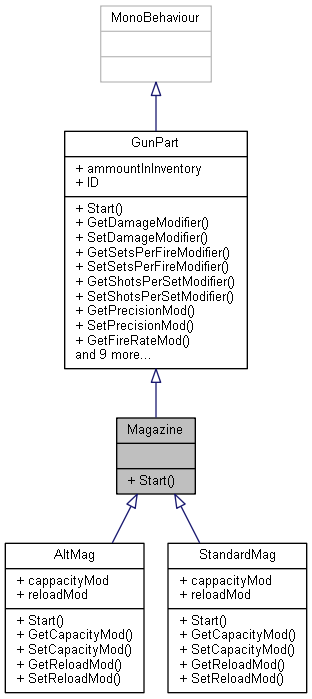 MonoBehaviour
GunPart
+ ammountInInventory
+ ID
+ Start()
+ GetDamageModifier()
+ SetDamageModifier()
+ GetSetsPerFireModifier()
+ SetSetsPerFireModifier()
+ GetShotsPerSetModifier()
+ SetShotsPerSetModifier()
+ GetPrecisionMod()
+ SetPrecisionMod()
+ GetFireRateMod()
and 9 more...
Magazine
+ Start()
AltMag
+ cappacityMod
+ reloadMod
+ Start()
+ GetCapacityMod()
+ SetCapacityMod()
+ GetReloadMod()
+ SetReloadMod()
StandardMag
+ cappacityMod
+ reloadMod
+ Start()
+ GetCapacityMod()
+ SetCapacityMod()
+ GetReloadMod()
+ SetReloadMod()